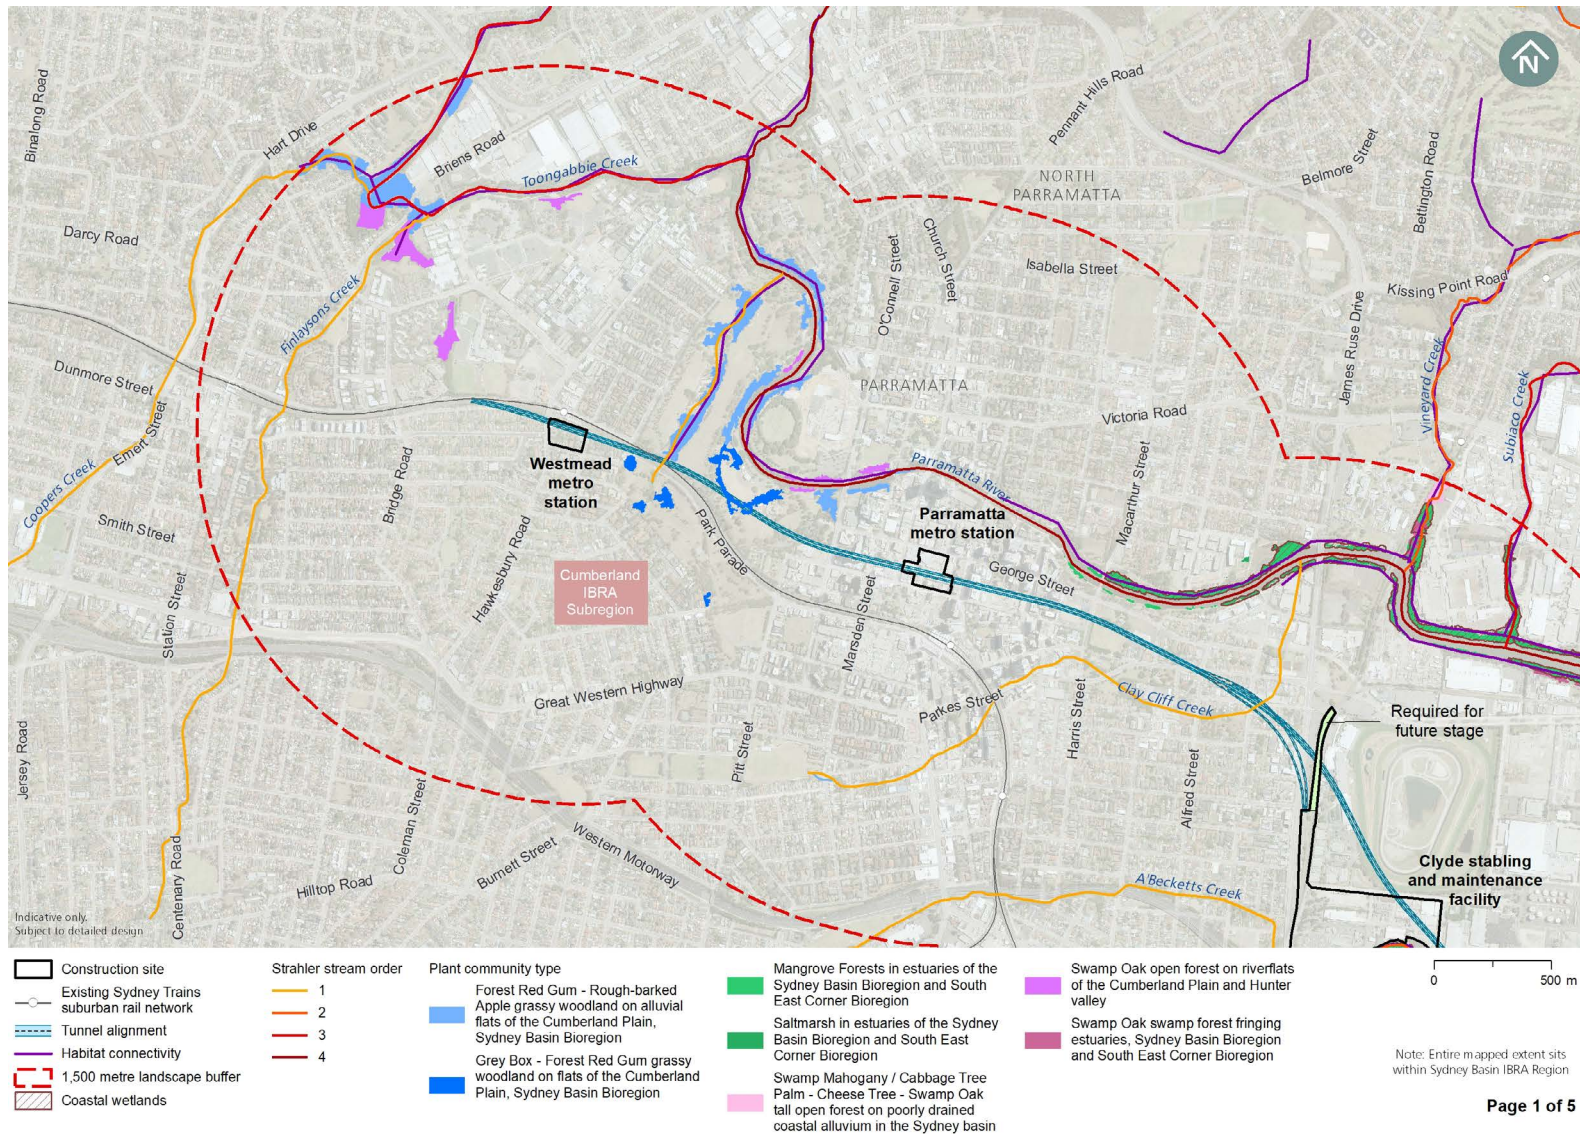 N
Binalong Road
Hart Drive
Briens Road
Toongabbie Creek
Pennant Hills Road
Belmore Street
Bettington Road
NORTH
PARRAMATTA
Darcy Road
Church Street
O'Connell Street
Isabella Street
Kissing Point Road
James Ruse Drive
Finlaysons Creek
Dunmore Street
PARRAMATTA
Vineyard Creek
Subiaco Creek
Victoria Road
Emert Street
Coopers Creek
Bridge Road
Westmead
metro
station
Parramatta River
Macarthur Street
Smith Street
Hawkesbury Road
Park Parade
Parramatta
metro station
George Street
Cumberland
IBRA
Subregion
Station Street
Marsden Street
Great Western Highway
Parkes Street
Clay Cliff Creek
Harris Street
Required for
future stage
Jersey Road
Pitt Street
Alfred Street
Coleman Street
Centenary Road
Hilltop Road
Burnett Street
Western Motorway
A'Becketts Creek
Clyde stabling
and maintenance
facility
Indicative only.
Subject to detailed design
Construction site
Existing Sydney Trains
suburban rail network
Tunnel alignment
Habitat connectivity
1,500 metre landscape buffer
Coastal wetlands
Strahler stream order
1
2
3
4
Plant community type
Forest Red Gum - Rough-barked
Apple grassy woodland on alluvial
flats of the Cumberland Plain,
Sydney Basin Bioregion
Grey Box - Forest Red Gum grassy
woodland on flats of the Cumberland
Plain, Sydney Basin Bioregion
Mangrove Forests in estuaries of the
Sydney Basin Bioregion and South
East Corner Bioregion
Saltmarsh in estuaries of the Sydney
Basin Bioregion and South East
Corner Bioregion
Swamp Mahogany / Cabbage Tree
Palm - Cheese Tree - Swamp Oak
tall open forest on poorly drained
coastal alluvium in the Sydney basin
Swamp Oak open forest on riverflats
of the Cumberland Plain and Hunter
valley
Swamp Oak swamp forest fringing
estuaries, Sydney Basin Bioregion
and South East Corner Bioregion
0 500 m
Note: Entire mapped extent sits
within Sydney Basin IBRA Region
Page 1 of 5